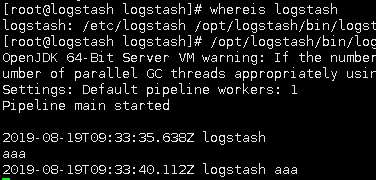 [root@logstash logstash]# whereis logstash
logstash: /etc/logstash /opt/logstash/bin/logst
[root@logstash logstash]# /opt/logstash/bin/log
OpenJDK 64-Bit Server VM warning: If the number
umber of parallel GC threads appropriately usin
Settings: Default pipeline workers: 1
Pipeline main started
2019-08-19T09:33:35.638Z logstash
aaa
2019-08-19T09:33:40.112Z logstash aaa